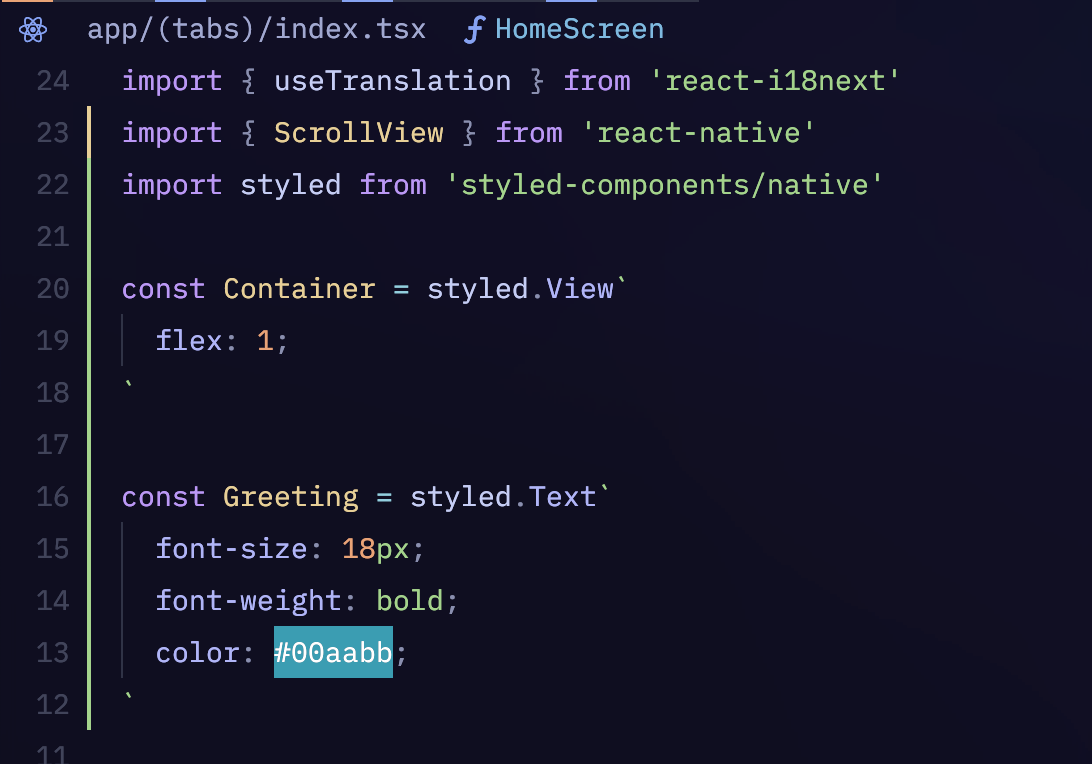 app/(tabs)/index.tsx  f HomeScreen
24 import { useTranslation } from 'react-i18next'
23 import { ScrollView } from 'react-native'
22 import styled from 'styled-components/native'
21
20 const Container = styled.View`
19   flex: 1;
18 `
17
16 const Greeting = styled.Text`
15   font-size: 18px;
14   font-weight: bold;
13   color: #00aabb;
12 `
11